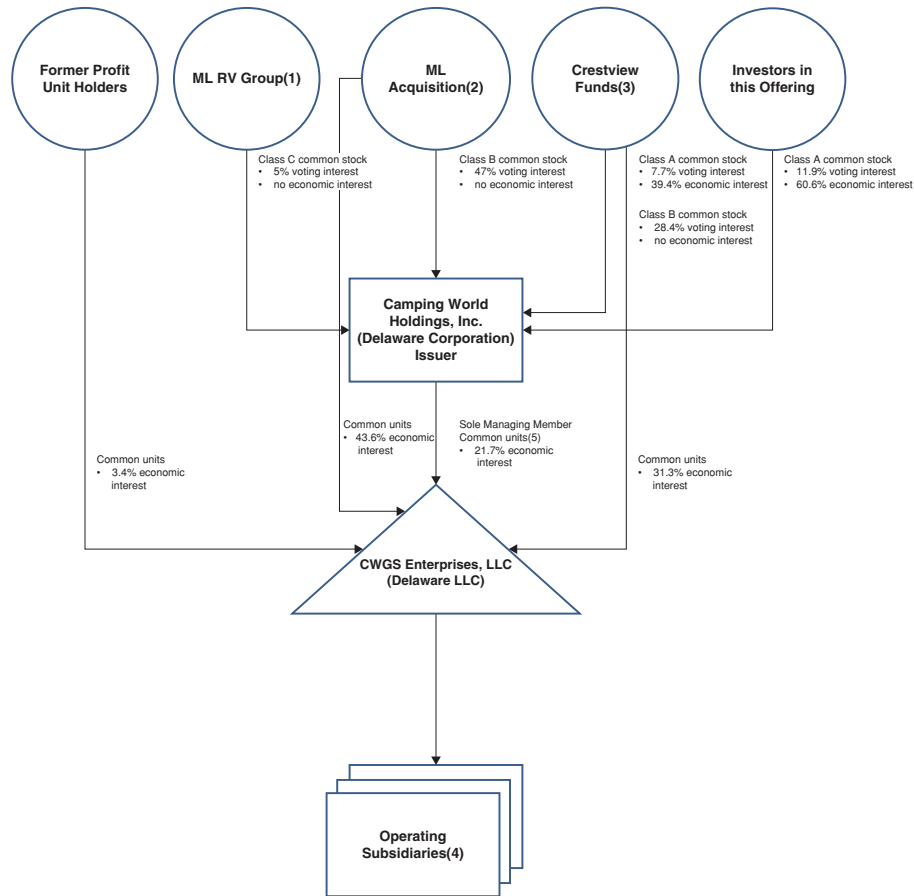 Former Profit
Unit Holders
ML RV Group(1)
ML
Acquisition(2)
Crestview
Funds(3)
Investors in
this Offering
Class C common stock
• 5% voting interest
• no economic interest
Class B common stock
• 47% voting interest
• no economic interest
Class A common stock
• 7.7% voting interest
• 39.4% economic interest
Class B common stock
• 28.4% voting interest
• no economic interest
Class A common stock
• 11.9% voting interest
• 60.6% economic interest
Camping World
Holdings, Inc.
(Delaware Corporation)
Issuer
Common units
• 3.4% economic
interest
Common units
• 43.6% economic
interest
Sole Managing Member
Common units(5)
• 21.7% economic
interest
Common units
• 31.3% economic
interest
CWGS Enterprises, LLC
(Delaware LLC)
Operating
Subsidiaries(4)